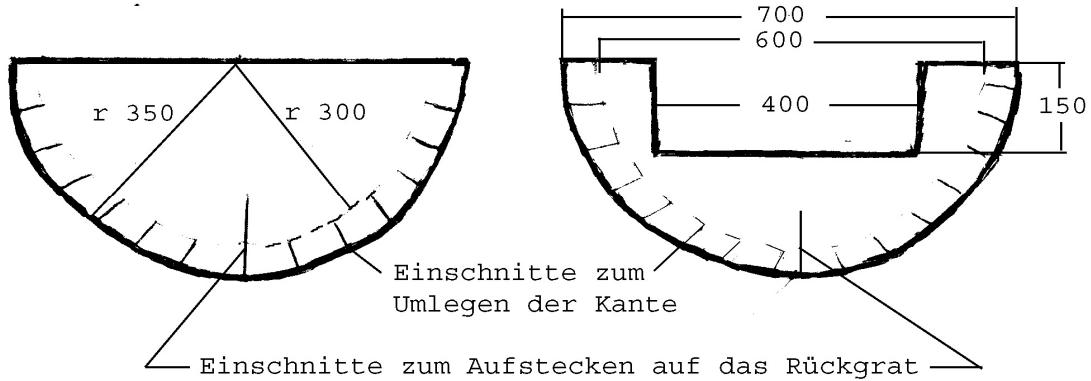 700
600
r 350
r 300
400
150
Einschnitte zum
Umlegen der Kante
Einschnitte zum Aufstecken auf das Rückgrat